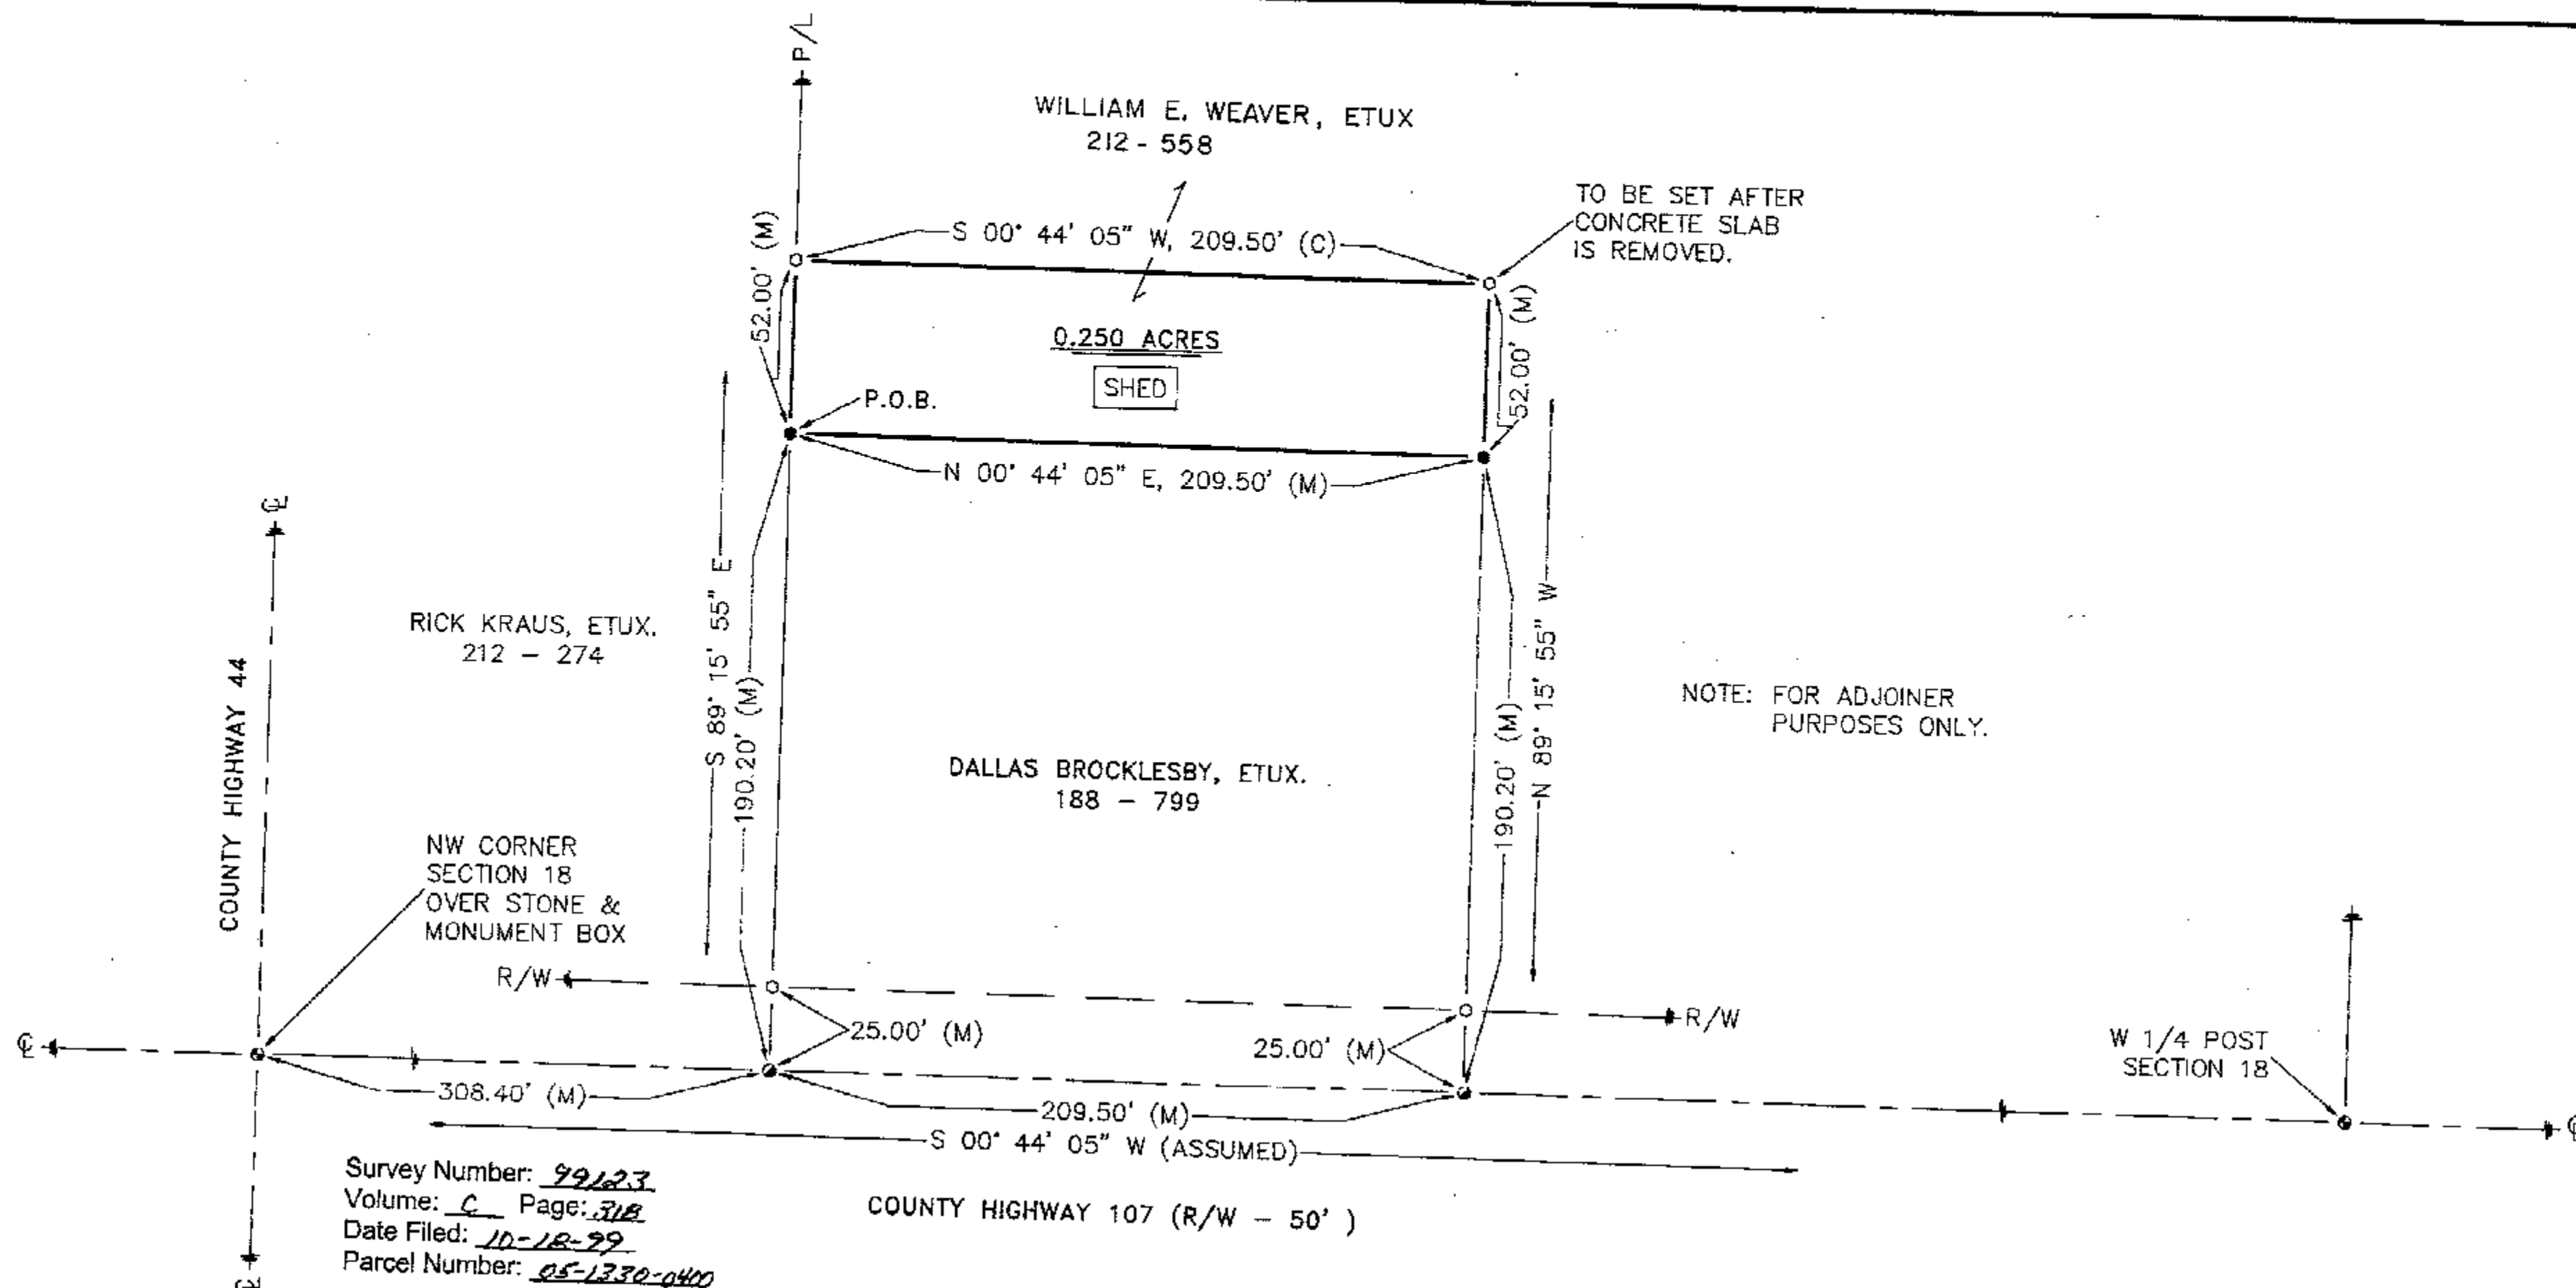 P/L
WILLIAM E. WEAVER, ETUX
212 - 558
TO BE SET AFTER
CONCRETE SLAB
IS REMOVED.
S 00° 44' 05" W, 209.50' (C)
52.00' (M)
52.00' (M)
0.250 ACRES
SHED
P.O.B.
N 00° 44' 05" E, 209.50' (M)
℄
S 89° 15' 55" E
190.20' (M)
190.20' (M)
N 89° 15' 55" W
RICK KRAUS, ETUX.
212 - 274
COUNTY HIGHWAY 44
NOTE: FOR ADJOINER
PURPOSES ONLY.
DALLAS BROCKLESBY, ETUX.
188 - 799
NW CORNER
SECTION 18
OVER STONE &
MONUMENT BOX
R/W
R/W
25.00' (M)
25.00' (M)
W 1/4 POST
SECTION 18
℄
℄
308.40' (M)
209.50' (M)
S 00° 44' 05" W (ASSUMED)
Survey Number: 99123
Volume: C Page: 318
Date Filed: 10-18-99
Parcel Number: 05-1330-0400
COUNTY HIGHWAY 107 (R/W - 50' )
℄